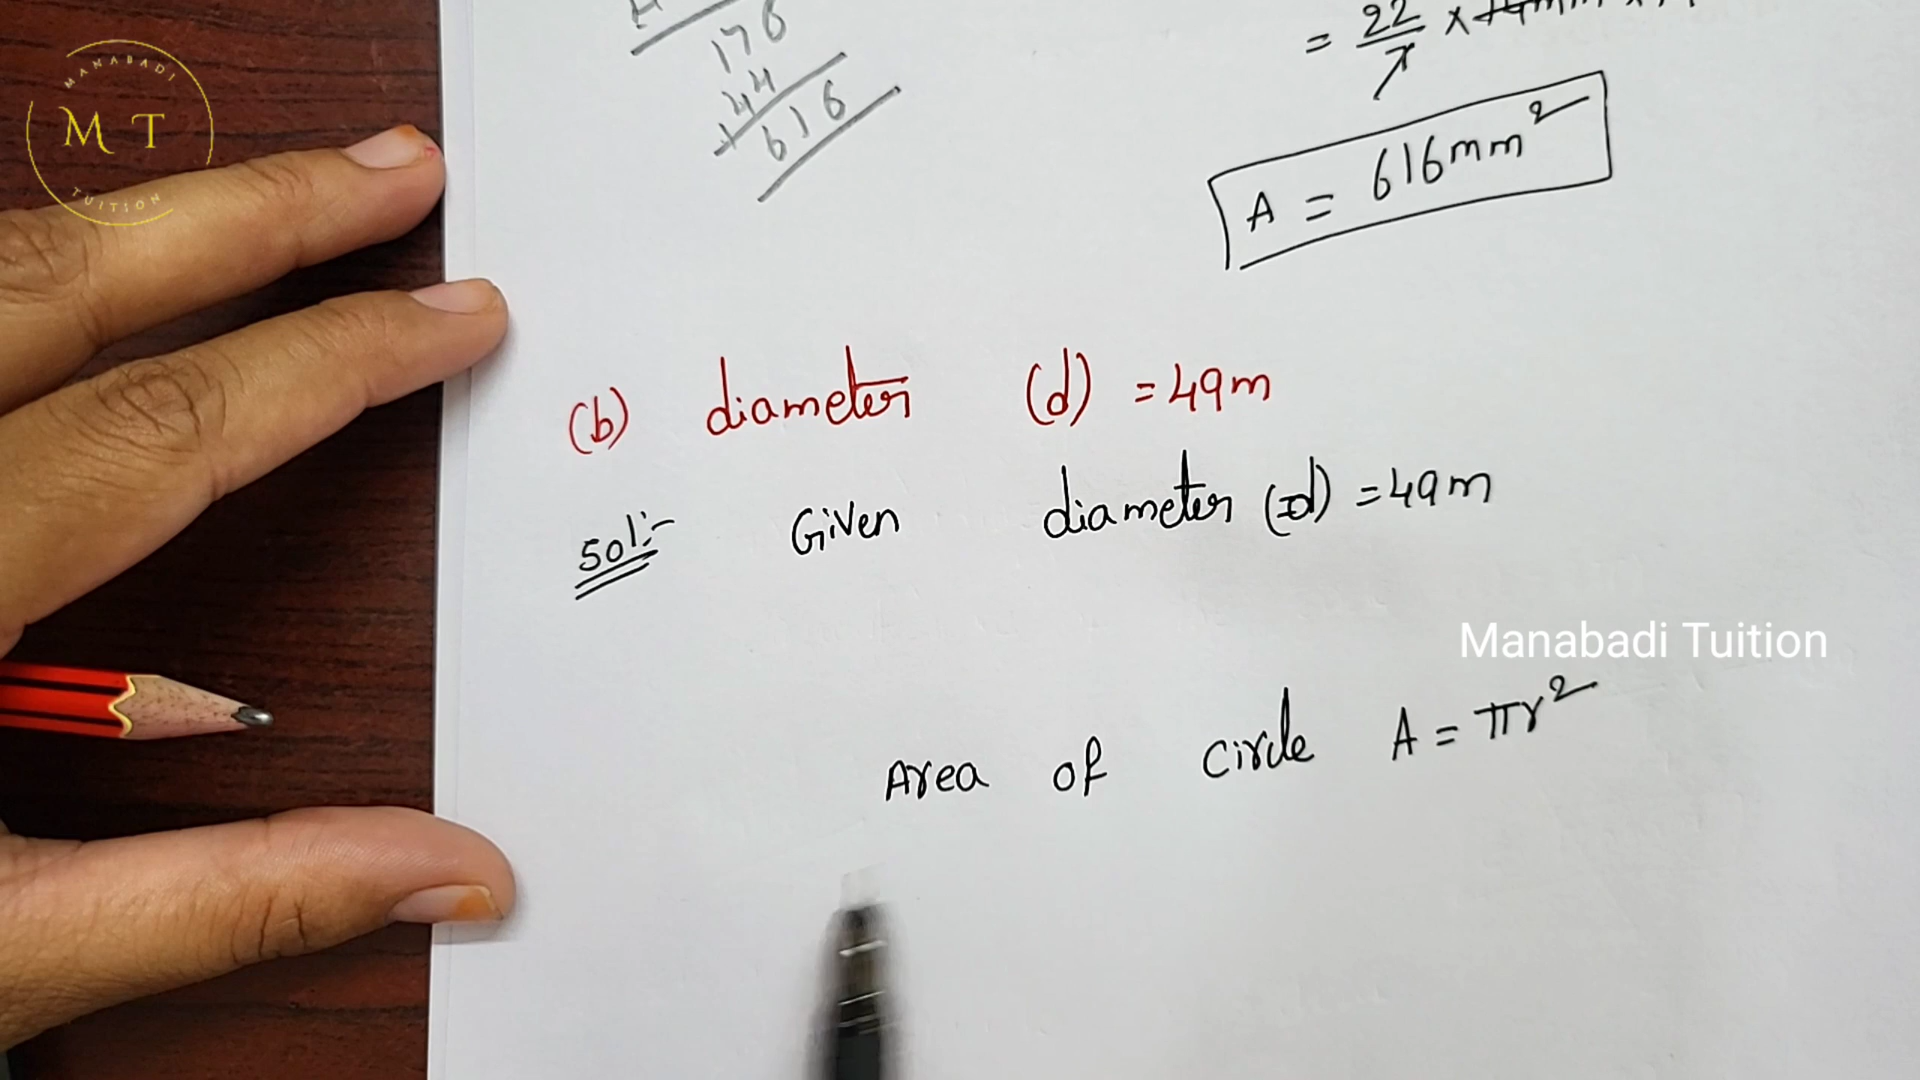 MANABADI
M T
TUITION
176
+44
616
= 22/7 ×
A = 616mm²
(b) diameter (d) = 49m
Sol:- Given diameter (d) = 49m
Manabadi Tuition
Area of circle A = πr²